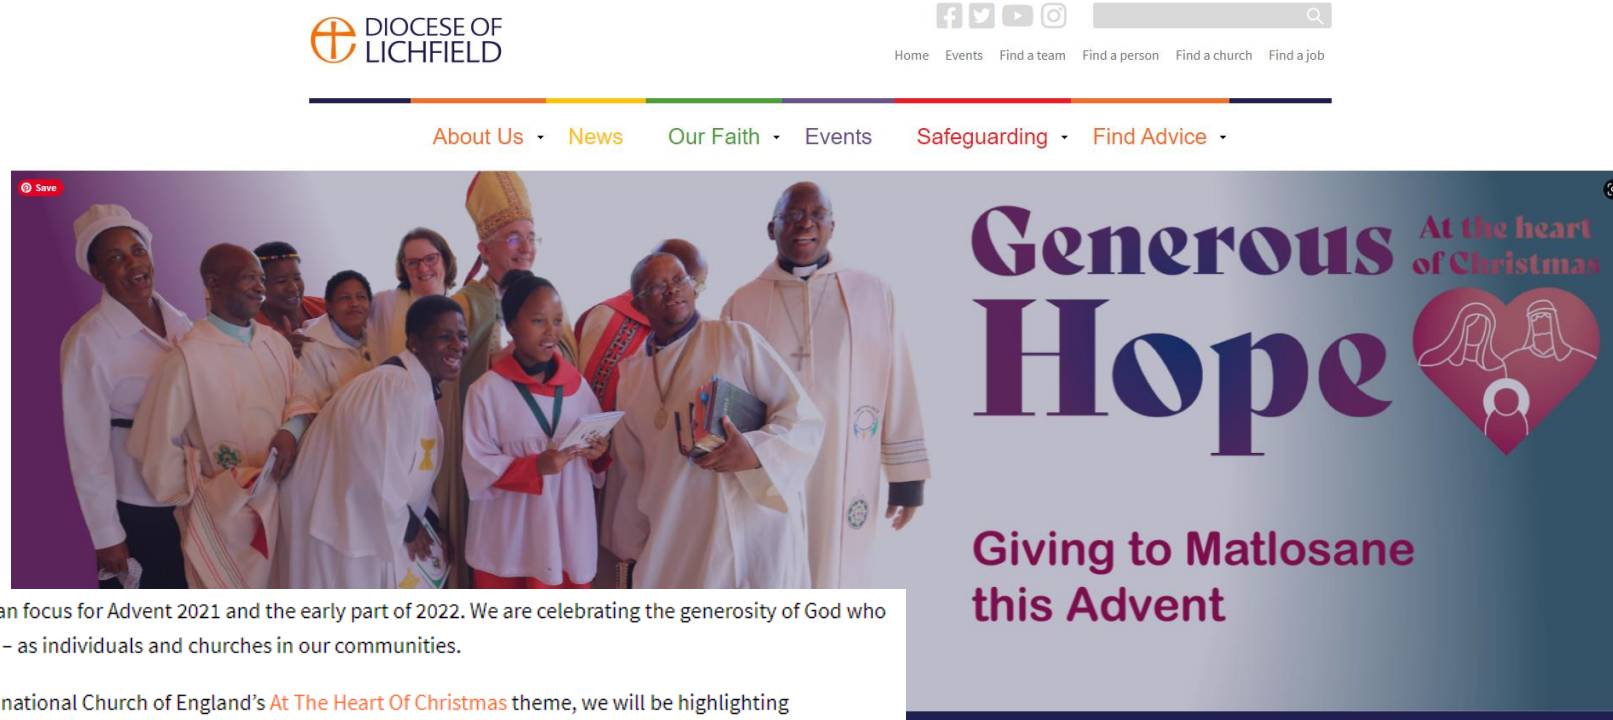 DIOCESE OF
LICHFIELD
Home Events Find a team Find a person Find a church Find a job
About Us News Our Faith Events Safeguarding Find Advice
Save
Generous
Hope
At the heart
of Christmas
Giving to Matlosane
this Advent
an focus for Advent 2021 and the early part of 2022. We are celebrating the generosity of God who
– as individuals and churches in our communities.
national Church of England's At The Heart Of Christmas theme, we will be highlighting